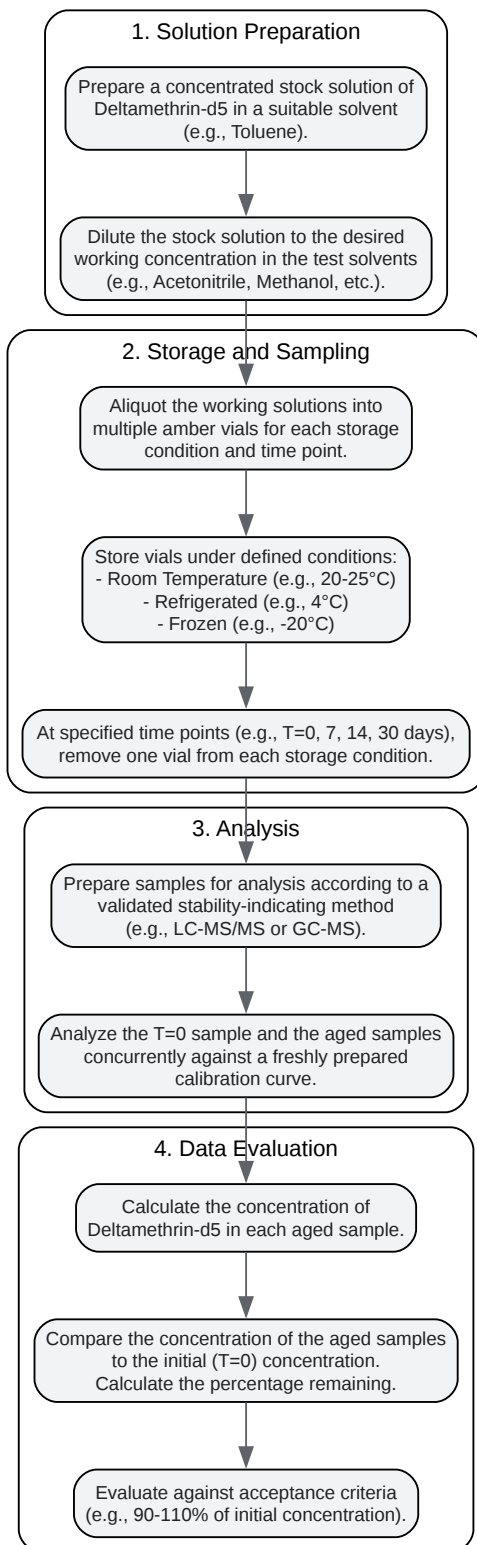 1. Solution Preparation
Prepare a concentrated stock solution of
Deltamethrin-d5 in a suitable solvent
(e.g., Toluene).
Dilute the stock solution to the desired
working concentration in the test solvents
(e.g., Acetonitrile, Methanol, etc.).
2. Storage and Sampling
Aliquot the working solutions into
multiple amber vials for each storage
condition and time point.
Store vials under defined conditions:
- Room Temperature (e.g., 20-25°C)
- Refrigerated (e.g., 4°C)
- Frozen (e.g., -20°C)
At specified time points (e.g., T=0, 7, 14, 30 days),
remove one vial from each storage condition.
3. Analysis
Prepare samples for analysis according to a
validated stability-indicating method
(e.g., LC-MS/MS or GC-MS).
Analyze the T=0 sample and the aged samples
concurrently against a freshly prepared
calibration curve.
4. Data Evaluation
Calculate the concentration of
Deltamethrin-d5 in each aged sample.
Compare the concentration of the aged samples
to the initial (T=0) concentration.
Calculate the percentage remaining.
Evaluate against acceptance criteria
(e.g., 90-110% of initial concentration).